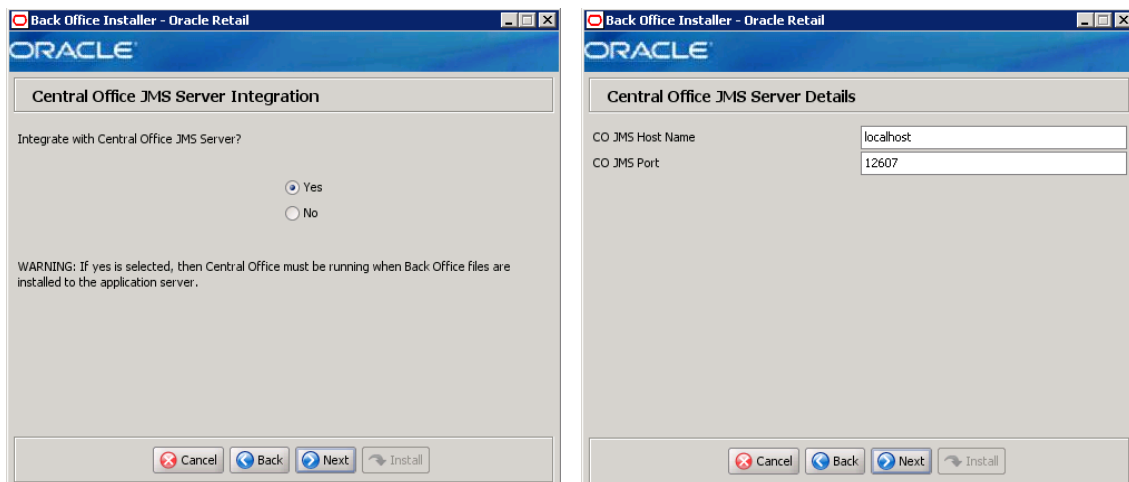 Back Office Installer - Oracle Retail
ORACLE
Central Office JMS Server Integration
Integrate with Central Office JMS Server?
Yes
No
WARNING: If yes is selected, then Central Office must be running when Back Office files are
installed to the application server.
Cancel Back Next Install
Back Office Installer - Oracle Retail
ORACLE
Central Office JMS Server Details
CO JMS Host Name localhost
CO JMS Port 12607
Cancel Back Next Install